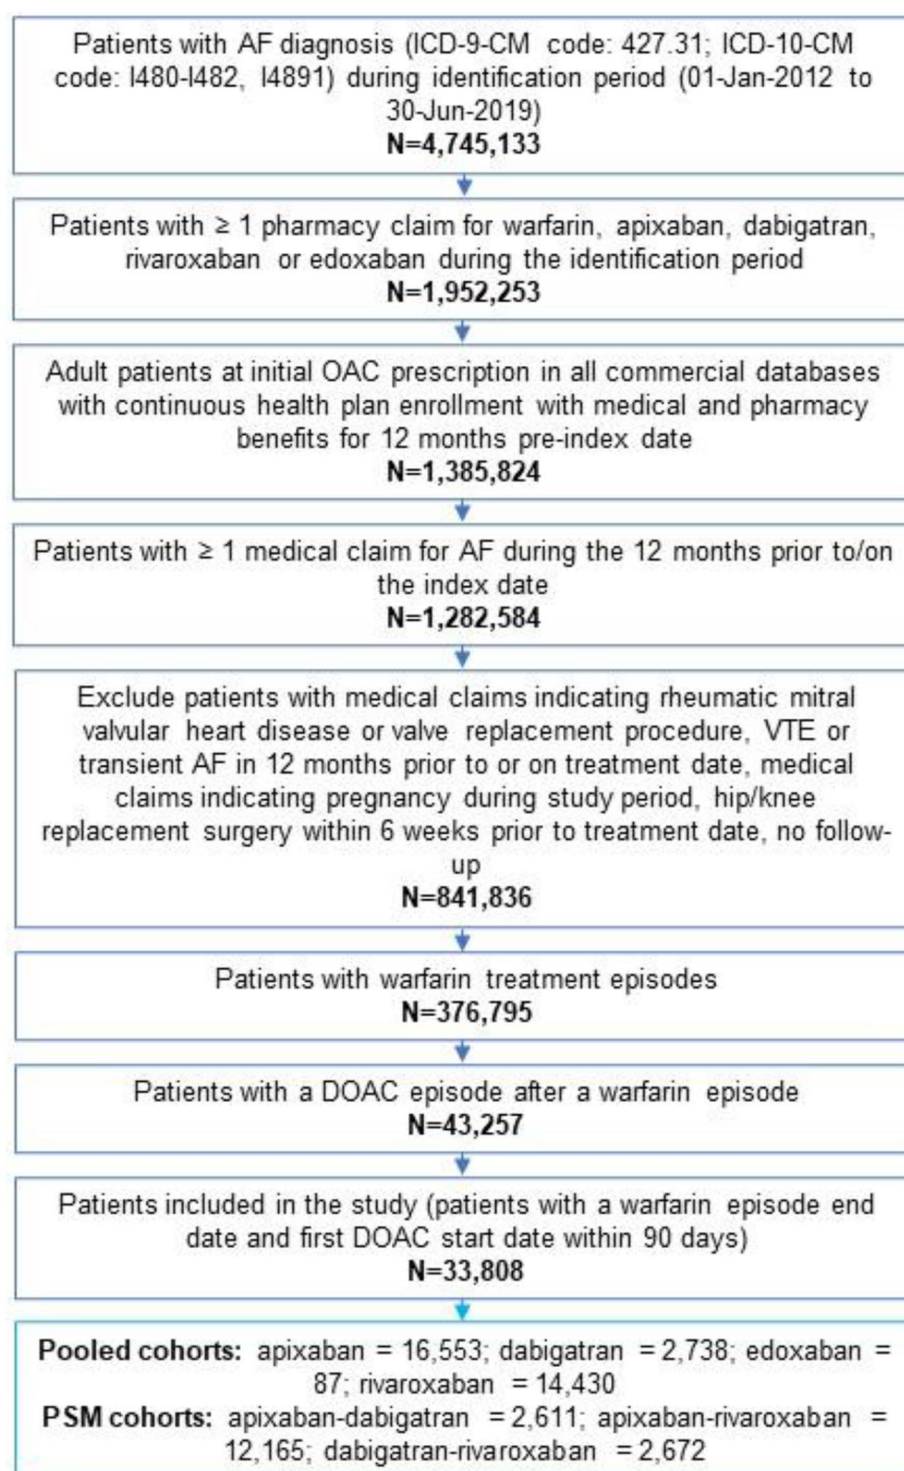 Patients with AF diagnosis (ICD-9-CM code: 427.31; ICD-10-CM
code: I480-I482, I4891) during identification period (01-Jan-2012 to
30-Jun-2019)
N=4,745,133
Patients with ≥ 1 pharmacy claim for warfarin, apixaban, dabigatran,
rivaroxaban or edoxaban during the identification period
N=1,952,253
Adult patients at initial OAC prescription in all commercial databases
with continuous health plan enrollment with medical and pharmacy
benefits for 12 months pre-index date
N=1,385,824
Patients with ≥ 1 medical claim for AF during the 12 months prior to/on
the index date
N=1,282,584
Exclude patients with medical claims indicating rheumatic mitral
valvular heart disease or valve replacement procedure, VTE or
transient AF in 12 months prior to or on treatment date, medical
claims indicating pregnancy during study period, hip/knee
replacement surgery within 6 weeks prior to treatment date, no follow-
up
N=841,836
Patients with warfarin treatment episodes
N=376,795
Patients with a DOAC episode after a warfarin episode
N=43,257
Patients included in the study (patients with a warfarin episode end
date and first DOAC start date within 90 days)
N=33,808
Pooled cohorts: apixaban = 16,553; dabigatran = 2,738; edoxaban =
87; rivaroxaban = 14,430
PSM cohorts: apixaban-dabigatran = 2,611; apixaban-rivaroxaban =
12,165; dabigatran-rivaroxaban = 2,672